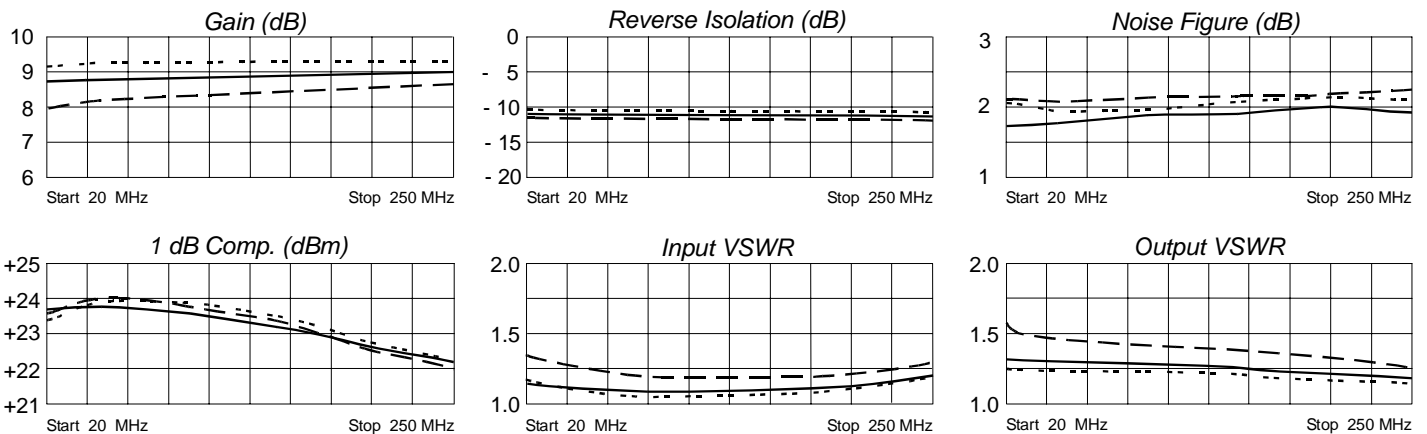 Gain (dB)
10
9
8
7
6
Start 20 MHz Stop 250 MHz
Reverse Isolation (dB)
0
- 5
- 10
- 15
- 20
Start 20 MHz Stop 250 MHz
Noise Figure (dB)
3
2
1
Start 20 MHz Stop 250 MHz
1 dB Comp. (dBm)
+25
+24
+23
+22
+21
Start 20 MHz Stop 250 MHz
Input VSWR
2.0
1.5
1.0
Start 20 MHz Stop 250 MHz
Output VSWR
2.0
1.5
1.0
Start 20 MHz Stop 250 MHz